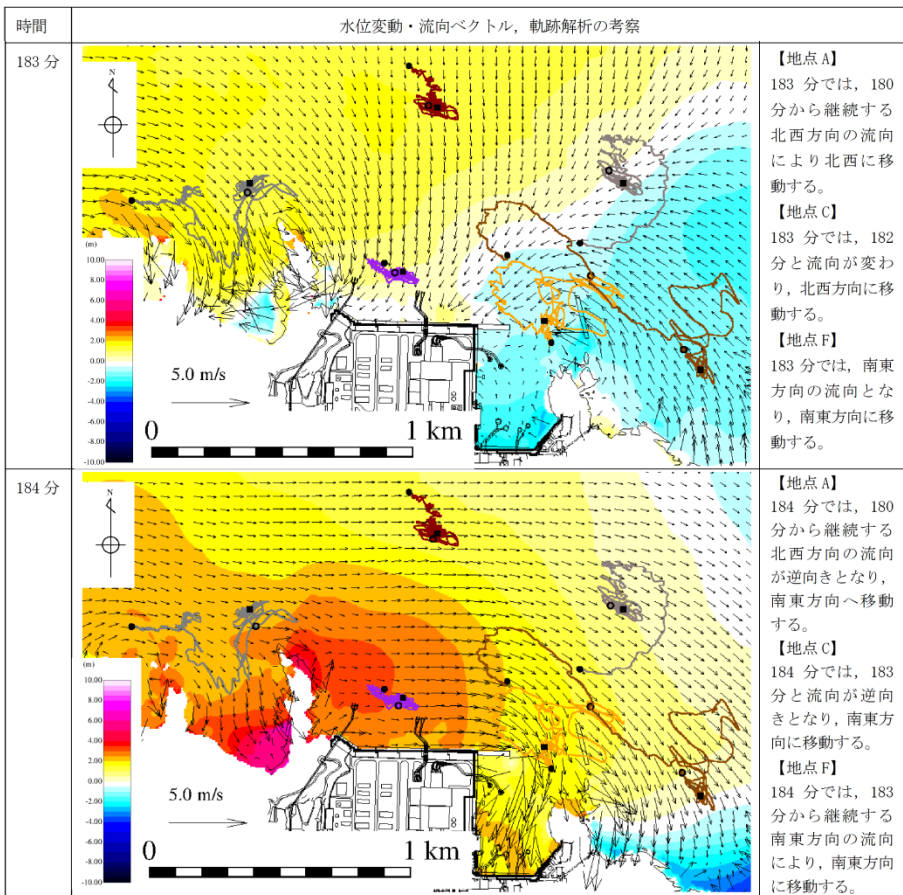 時間
水位変動・流向ベクトル，軌跡解析の考察
183 分
N
(m)
10.00
8.00
6.00
4.00
2.00
0.00
-2.00
-4.00
-6.00
-8.00
-10.00
5.0 m/s
0
1 km
【地点 A】
183 分では，180
分から継続する
北西方向の流向
により北西に移
動する。
【地点 C】
183 分では，182
分と流向が変わ
り，北西方向に移
動する。
【地点 F】
183 分では，南東
方向の流向とな
り，南東方向に移
動する。
184 分
N
(m)
10.00
8.00
6.00
4.00
2.00
0.00
-2.00
-4.00
-6.00
-8.00
-10.00
5.0 m/s
0
1 km
【地点 A】
184 分では，180
分から継続する
北西方向の流向
が逆向きとなり，
南東方向へ移動
する。
【地点 C】
184 分では，183
分と流向が逆向
きとなり，南東方
向に移動する。
【地点 F】
184 分では，183
分から継続する
南東方向の流向
により，南東方向
に移動する。